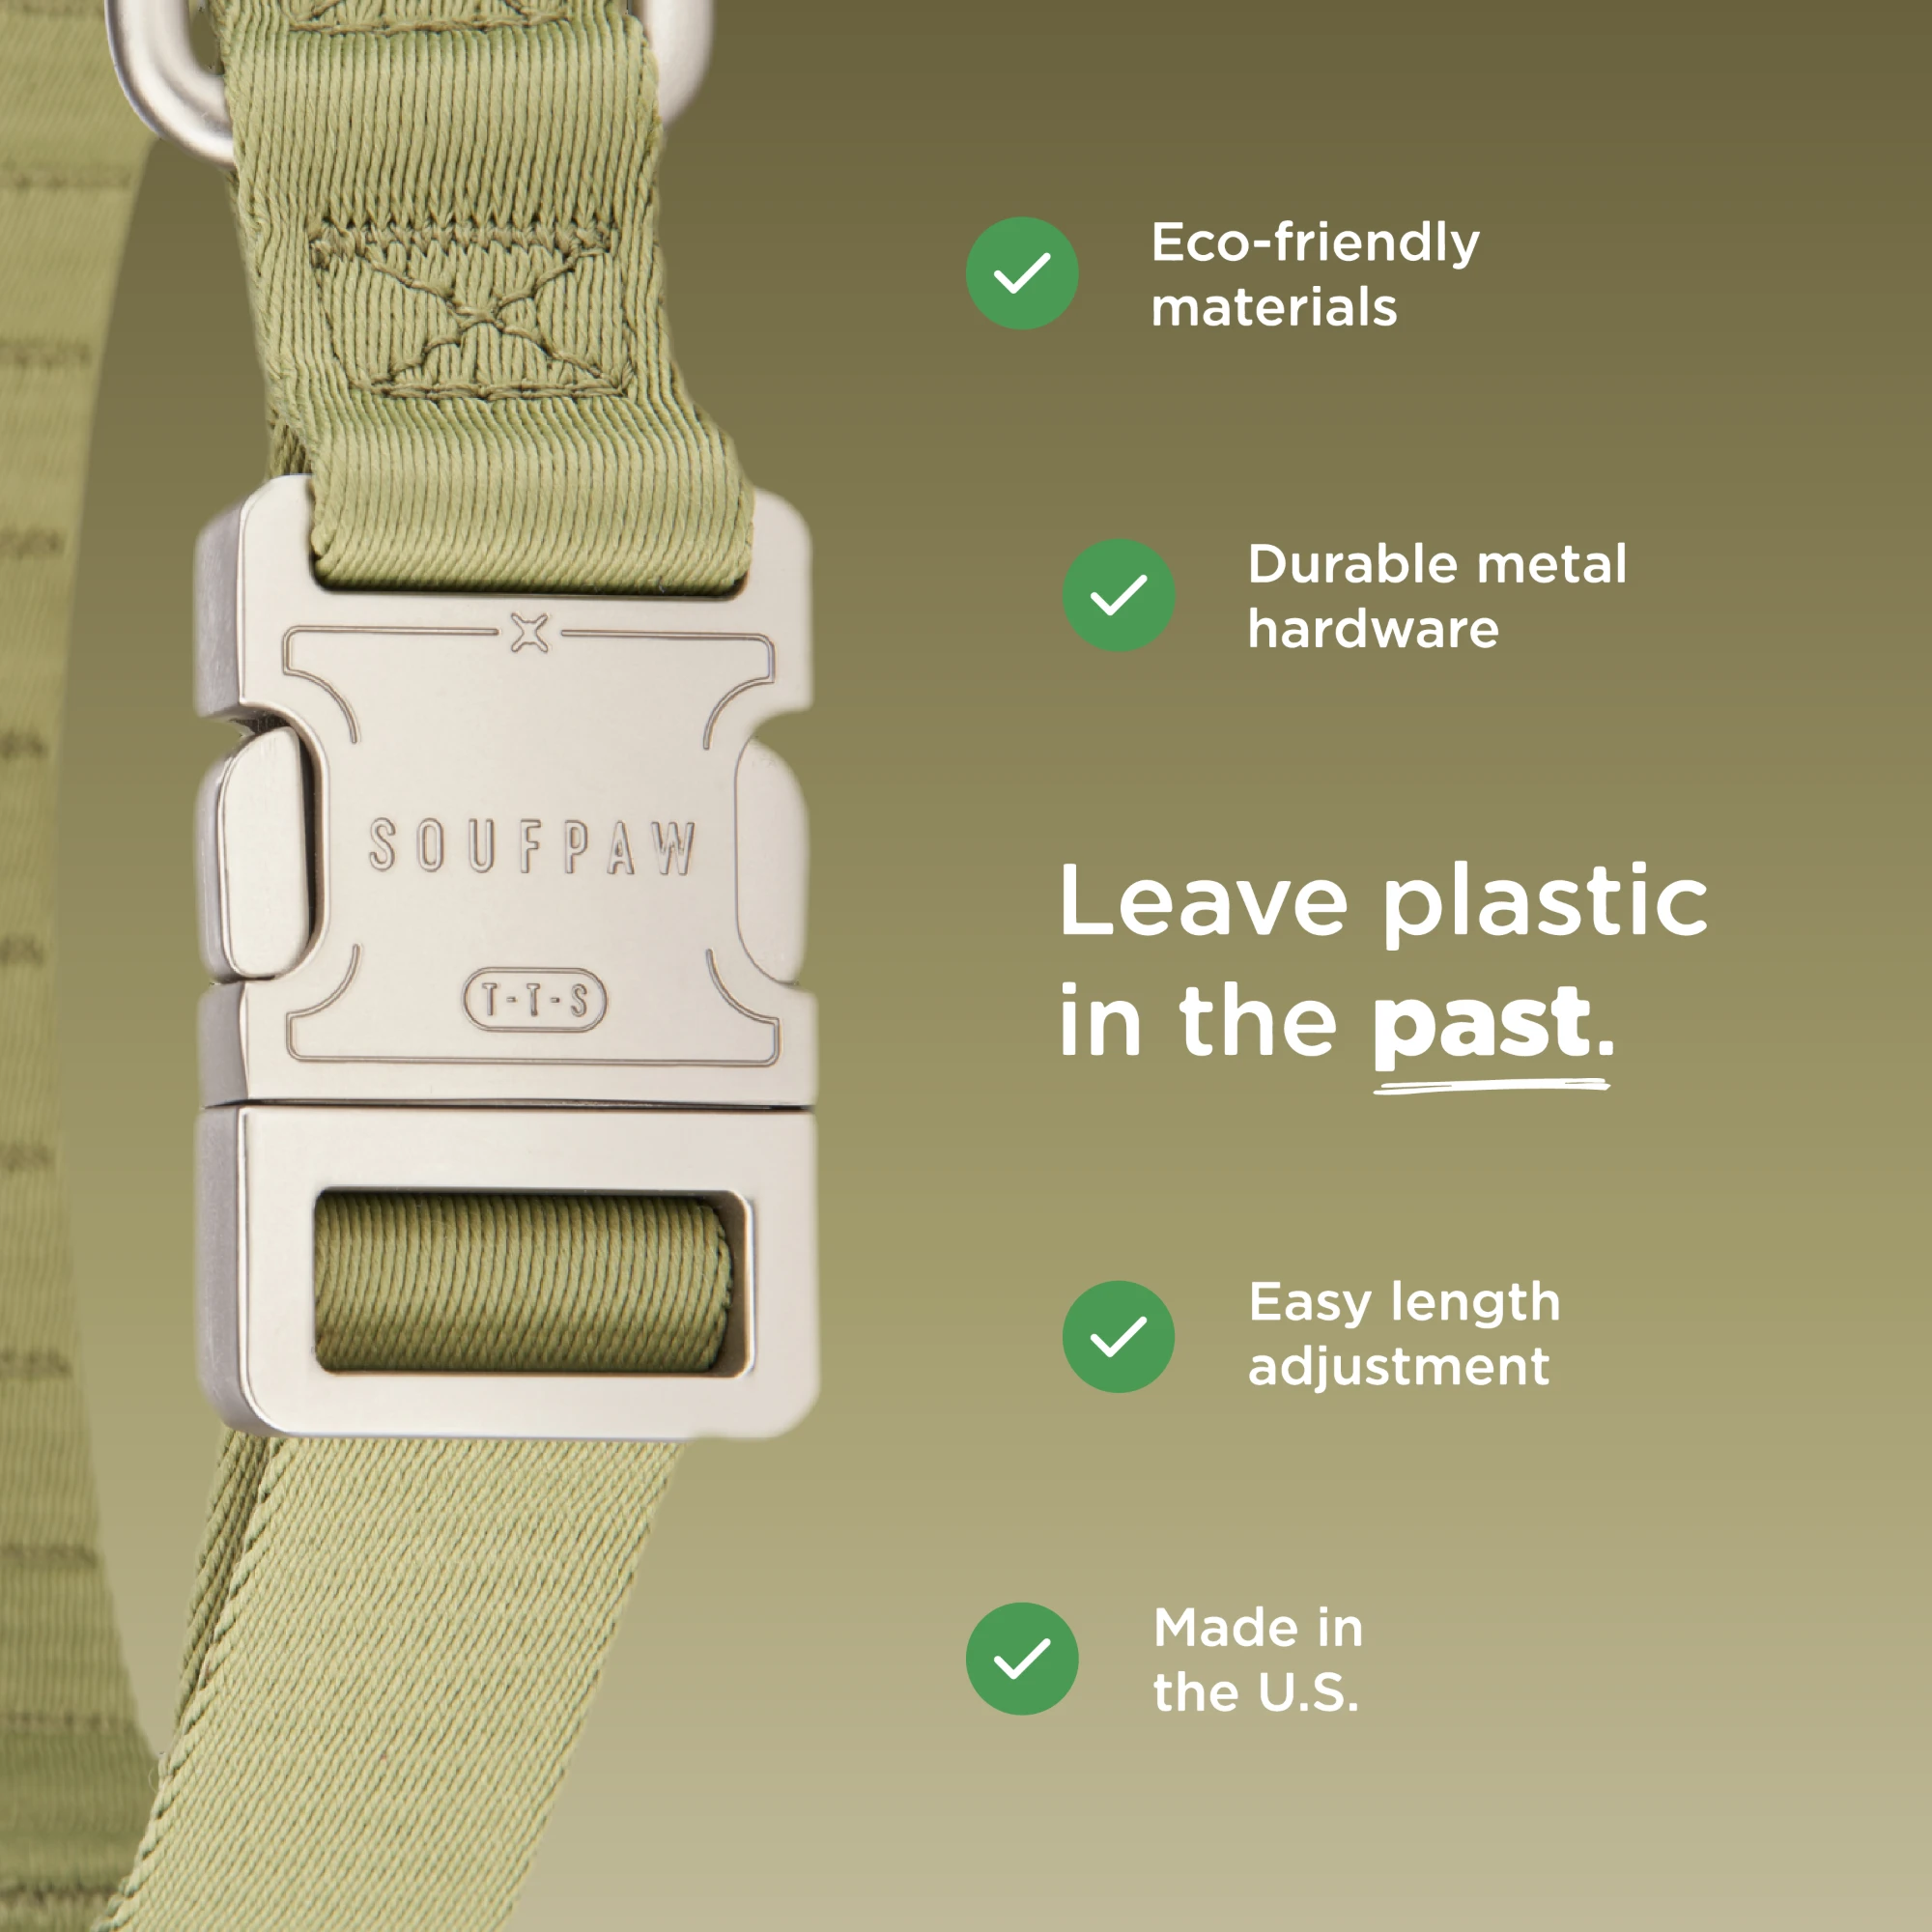 Eco-friendly
materials
Durable metal
hardware
SOUFPAW
T-T-S
Leave plastic
in the past.
Easy length
adjustment
Made in
the U.S.